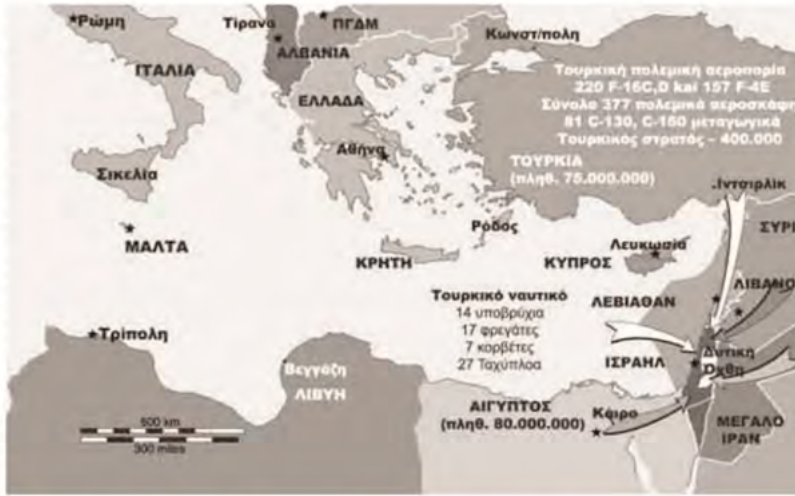 Ρώμη
Τίρανα
ΠΓΔΜ
ΑΛΒΑΝΙΑ
Κωνστ/πολη
ΙΤΑΛΙΑ
Τουρκική πολεμική αεροπορία
220 F-16C,D kai 157 F-4E
Σύνολο 377 πολεμικά αεροσκάφη
81 C-130, C-160 μεταγωγικά
Τουρκικός στρατός – 400.000
ΕΛΛΑΔΑ
Αθήνα
ΤΟΥΡΚΙΑ
(πληθ. 75.000.000)
Σικελία
.Ιντσιρλίκ
ΜΑΛΤΑ
Ρόδος
ΣΥΡΙ
Λευκωσία
ΚΡΗΤΗ
ΚΥΠΡΟΣ
ΛΙΒΑΝΟ
Τουρκικό ναυτικό
14 υποβρύχια
17 φρεγάτες
7 κορβέτες
27 Ταχύπλοα
ΛΕΒΙΑΘΑΝ
Τρίπολη
ΙΣΡΑΗΛ
Δυτική
Όχθη
Βεγγάζη
ΛΙΒΥΗ
ΑΙΓΥΠΤΟΣ
(πληθ. 80.000.000)
Κάιρο
ΜΕΓΑΛΟ
ΙΡΑΝ
500 km
300 miles